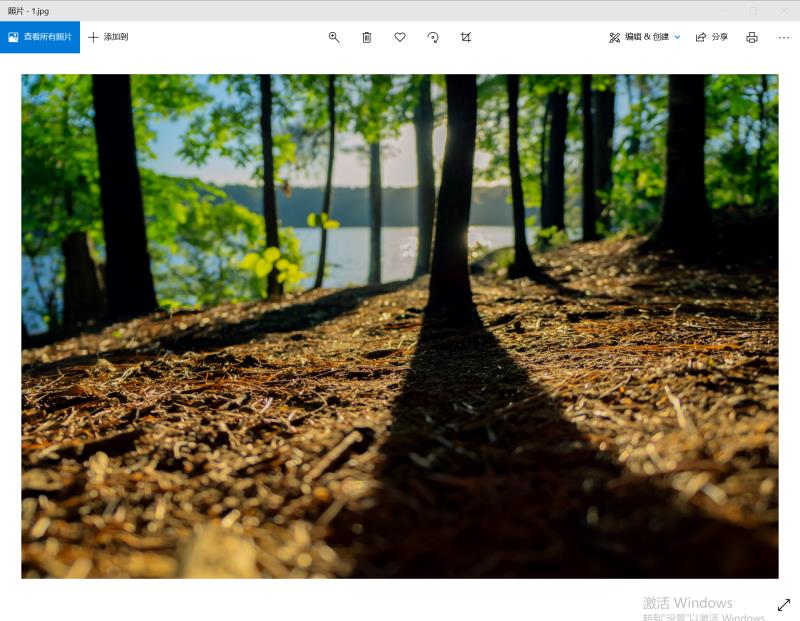 照片 - 1.jpg
查看所有照片
添加到
编辑 & 创建
分享
激活 Windows
转到"设置"以激活 Windows。